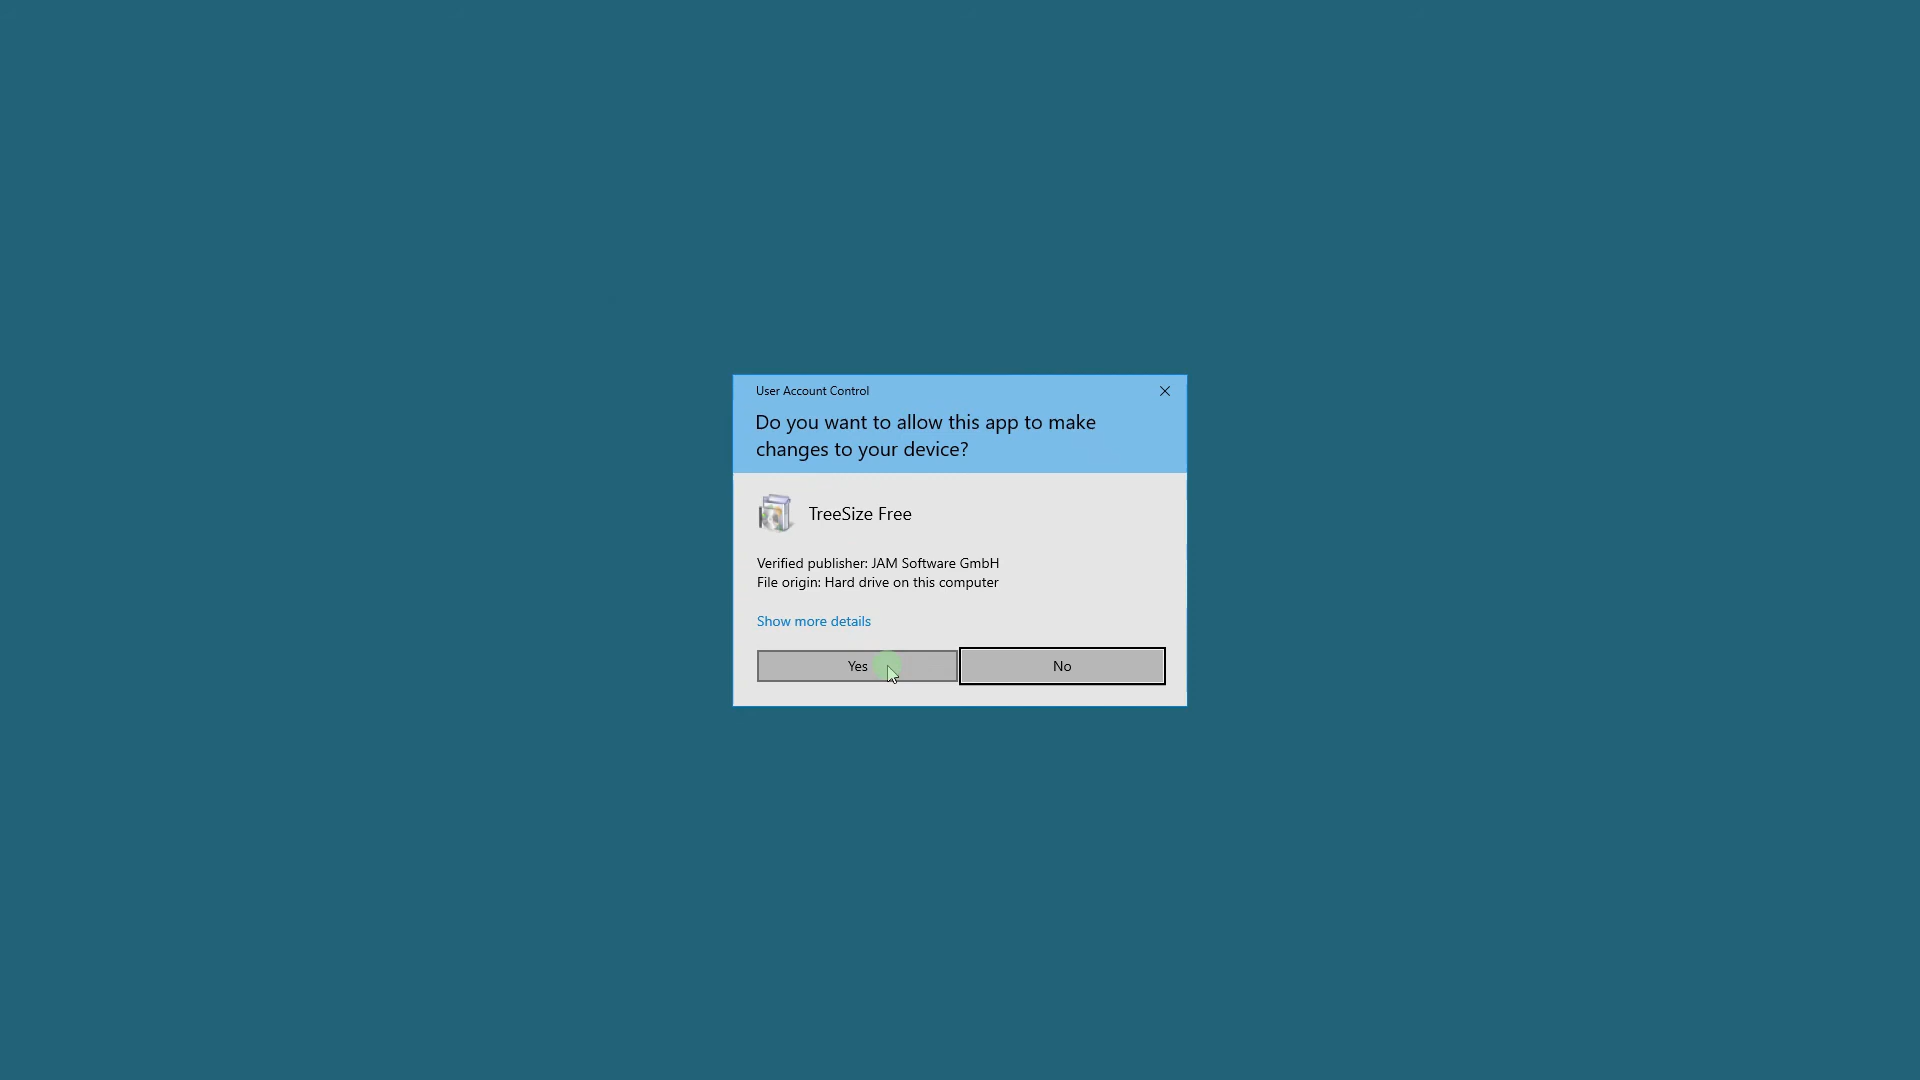 User Account Control
Do you want to allow this app to make
changes to your device?
TreeSize Free
Verified publisher: JAM Software GmbH
File origin: Hard drive on this computer
Show more details
Yes
No